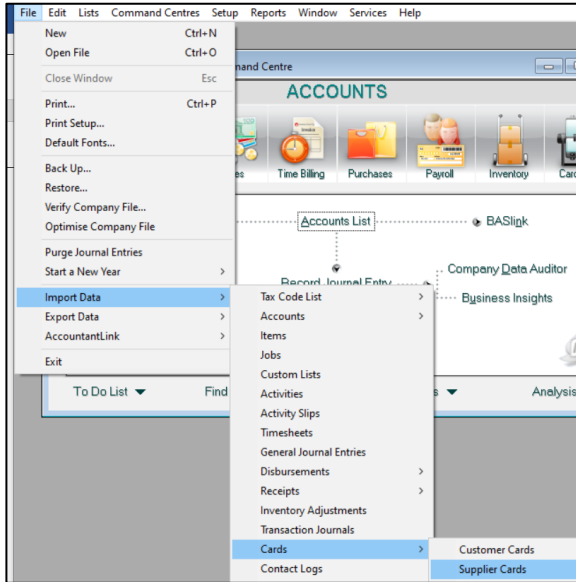 File Edit Lists Command Centres Setup Reports Window Services Help
New Ctrl+N
Open File Ctrl+O
Close Window Esc
Print... Ctrl+P
Print Setup...
Default Fonts...
Back Up...
Restore...
Verify Company File...
Optimise Company File
Purge Journal Entries
Start a New Year
Import Data
Export Data
AccountantLink
Exit
Centre
ACCOUNTS
Time Billing Purchases Payroll Inventory
Accounts List BASlink
Record Journal Entry Company Data Auditor
Business Insights
To Do List Find Analysis
Tax Code List
Accounts
Items
Jobs
Custom Lists
Activities
Activity Slips
Timesheets
General Journal Entries
Disbursements
Receipts
Inventory Adjustments
Transaction Journals
Cards
Contact Logs
Customer Cards
Supplier Cards